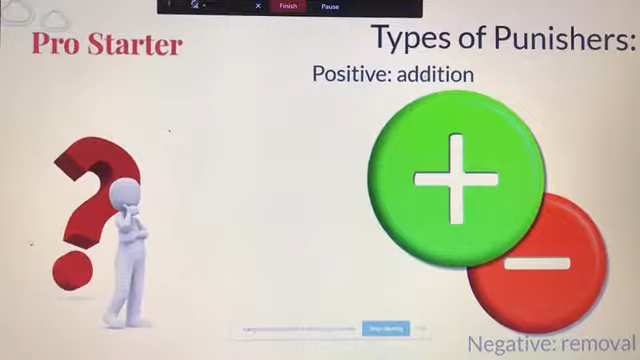 Finish Pause
Pro Starter
Types of Punishers:
Positive: addition
Stop sharing
Negative: removal